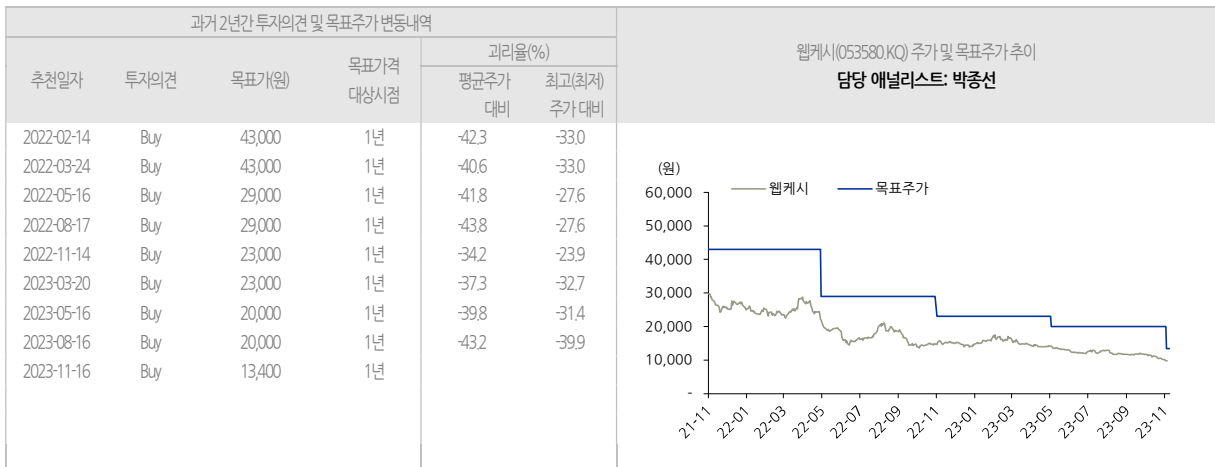 과거 2년간 투자의견 및 목표주가 변동내역
추천일자 투자의견 목표가(원) 목표가격 대상시점 괴리율(%)
평균주가 대비 최고(최저) 주가 대비
2022-02-14 Buy 43,000 1년 -42.3 -33.0
2022-03-24 Buy 43,000 1년 -40.6 -33.0
2022-05-16 Buy 29,000 1년 -41.8 -27.6
2022-08-17 Buy 29,000 1년 -43.8 -27.6
2022-11-14 Buy 23,000 1년 -34.2 -23.9
2023-03-20 Buy 23,000 1년 -37.3 -32.7
2023-05-16 Buy 20,000 1년 -39.8 -31.4
2023-08-16 Buy 20,000 1년 -43.2 -39.9
2023-11-16 Buy 13,400 1년
웹케시(053580.KQ) 주가 및 목표주가 추이
담당 애널리스트: 박종선
(원)
웹케시 목표주가
60,000
50,000
40,000
30,000
20,000
10,000
-
21-11 22-01 22-03 22-05 22-07 22-09 22-11 23-01 23-03 23-05 23-07 23-09 23-11